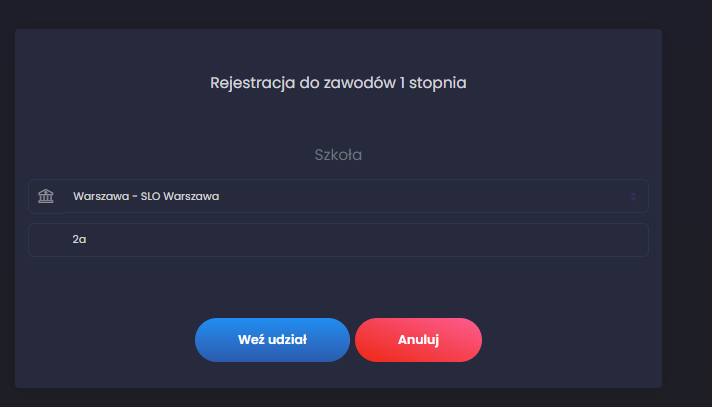 Rejestracja do zawodów 1 stopnia
Szkoła
Warszawa - SLO Warszawa
2a
Weź udział
Anuluj